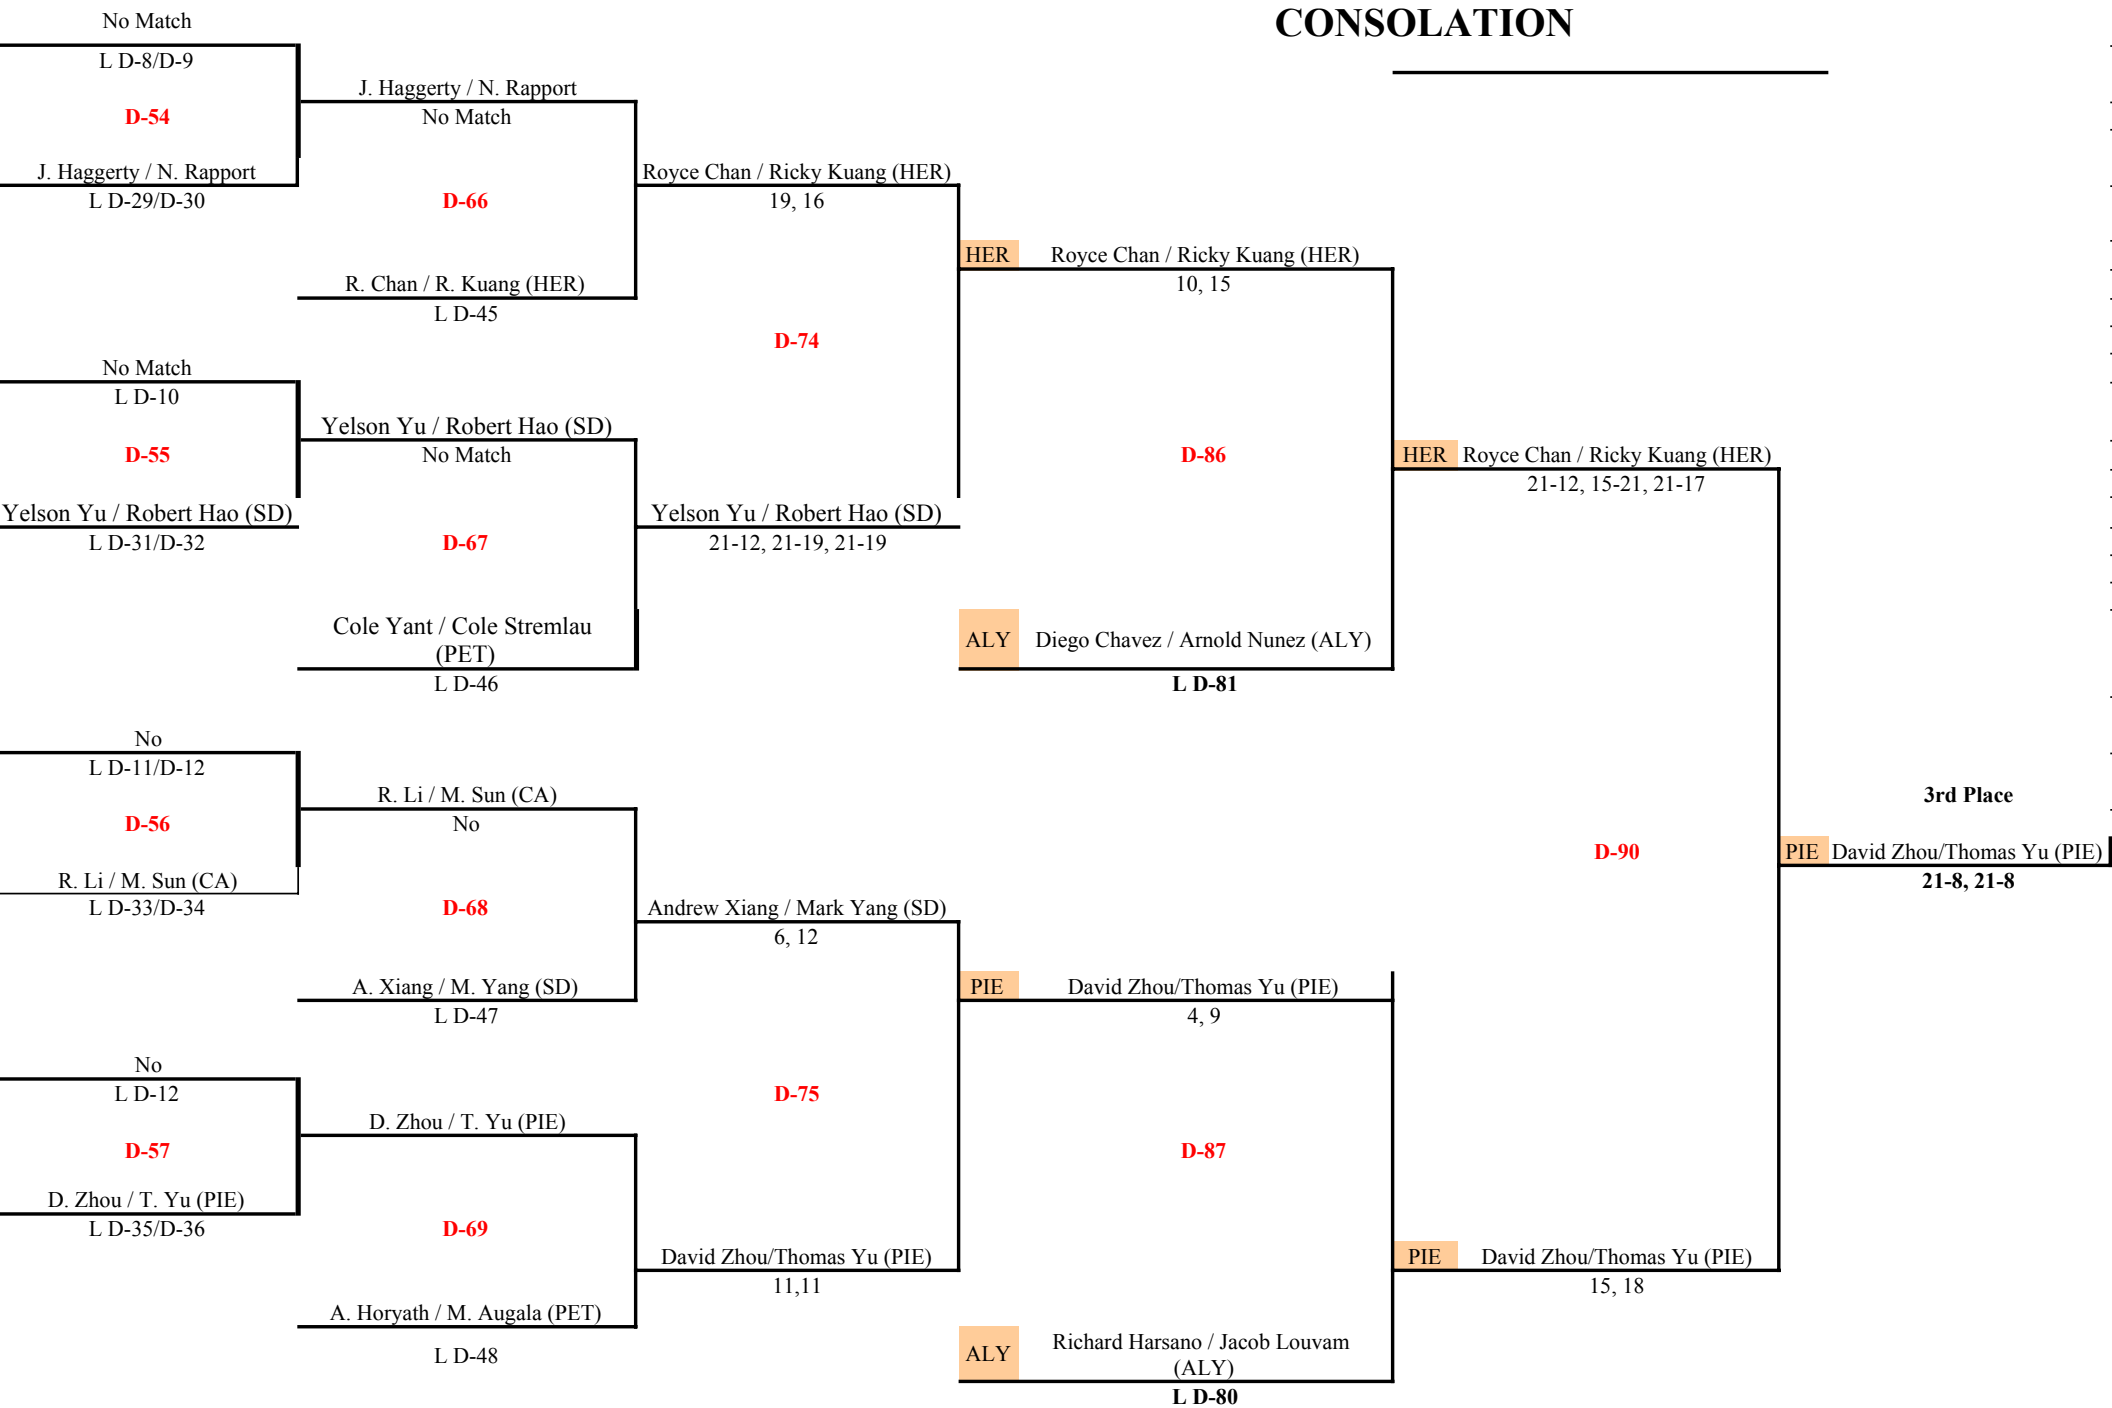 CONSOLATION
No Match
L D-8/D-9
D-54
J. Haggerty / N. Rapport
L D-29/D-30
J. Haggerty / N. Rapport
No Match
D-66
R. Chan / R. Kuang (HER)
L D-45
Royce Chan / Ricky Kuang (HER)
19, 16
D-74
No Match
L D-10
D-55
Yelson Yu / Robert Hao (SD)
L D-31/D-32
Yelson Yu / Robert Hao (SD)
No Match
D-67
Cole Yant / Cole Stremlau
(PET)
L D-46
Yelson Yu / Robert Hao (SD)
21-12, 21-19, 21-19
HER Royce Chan / Ricky Kuang (HER)
10, 15
D-86
ALY Diego Chavez / Arnold Nunez (ALY)
L D-81
HER Royce Chan / Ricky Kuang (HER)
21-12, 15-21, 21-17
No
L D-11/D-12
D-56
R. Li / M. Sun (CA)
L D-33/D-34
R. Li / M. Sun (CA)
No
D-68
A. Xiang / M. Yang (SD)
L D-47
Andrew Xiang / Mark Yang (SD)
6, 12
D-75
No
L D-12
D-57
D. Zhou / T. Yu (PIE)
L D-35/D-36
D. Zhou / T. Yu (PIE)
D-69
A. Horyath / M. Augala (PET)
L D-48
David Zhou/Thomas Yu (PIE)
11,11
PIE David Zhou/Thomas Yu (PIE)
4, 9
D-87
ALY Richard Harsano / Jacob Louvam
(ALY)
L D-80
PIE David Zhou/Thomas Yu (PIE)
15, 18
D-90
3rd Place
PIE David Zhou/Thomas Yu (PIE)
21-8, 21-8